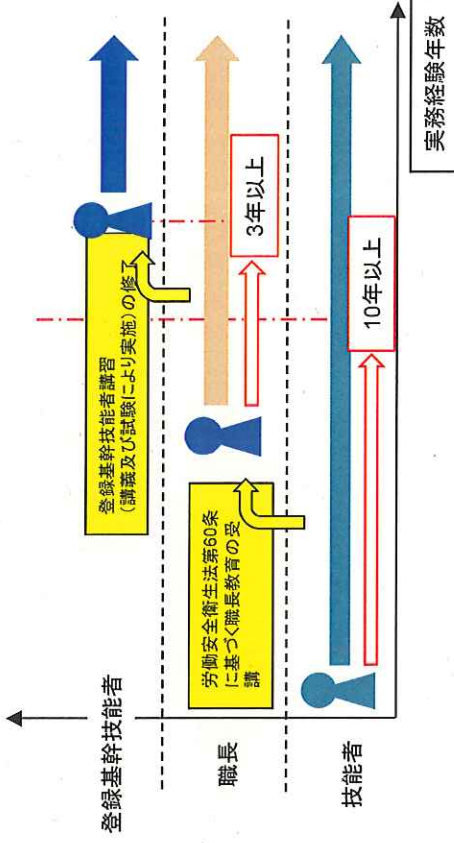 登録基幹技能者
職長
技能者
登録基幹技能者講習
(講義及び試験により実施)の修了
労働安全衛生法第60条
に基づく職長教育の受
講
3年以上
10年以上
実務経験年数